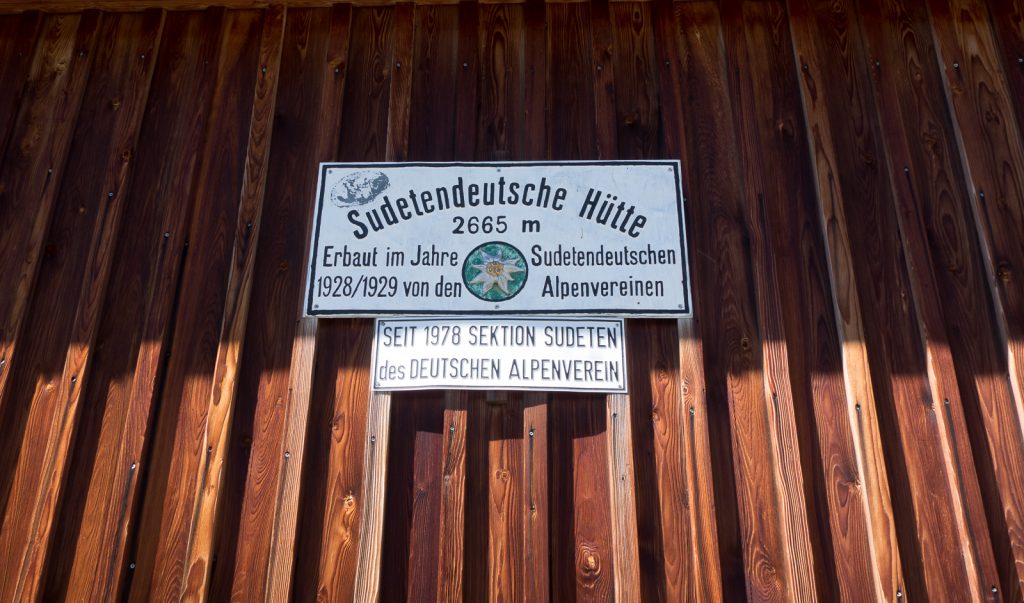 Sudetendeutsche Hütte
2665 m
Erbaut im Jahre Sudetendeutschen
1928/1929 von den Alpenvereinen
SEIT 1978 SEKTION SUDETEN
des DEUTSCHEN ALPENVEREIN